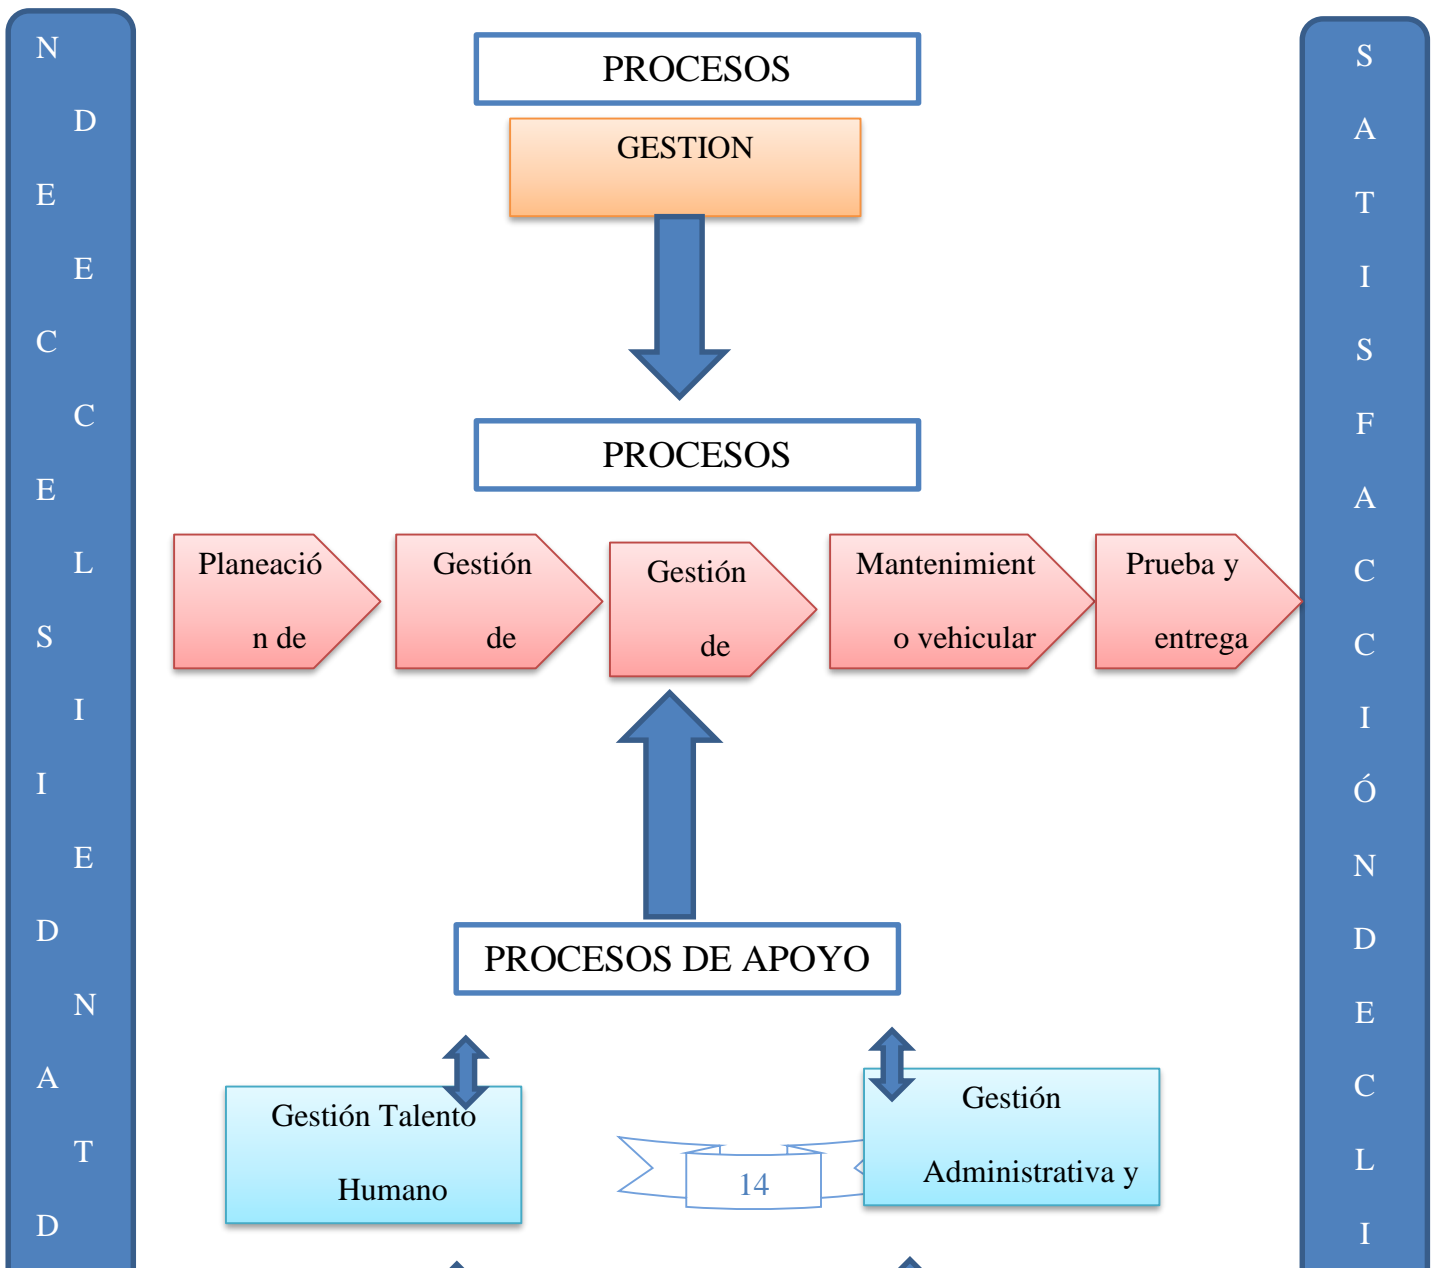 N
D
E
E
C
C
E
L
S
I
I
E
D
N
A
T
D
PROCESOS
GESTION
PROCESOS
Planeació
n de
Gestión
de
Gestión
de
Mantenimient
o vehicular
Prueba y
entrega
PROCESOS DE APOYO
Gestión Talento
Humano
14
Gestión
Administrativa y
S
A
T
I
S
F
A
C
C
I
Ó
N
D
E
C
L
I